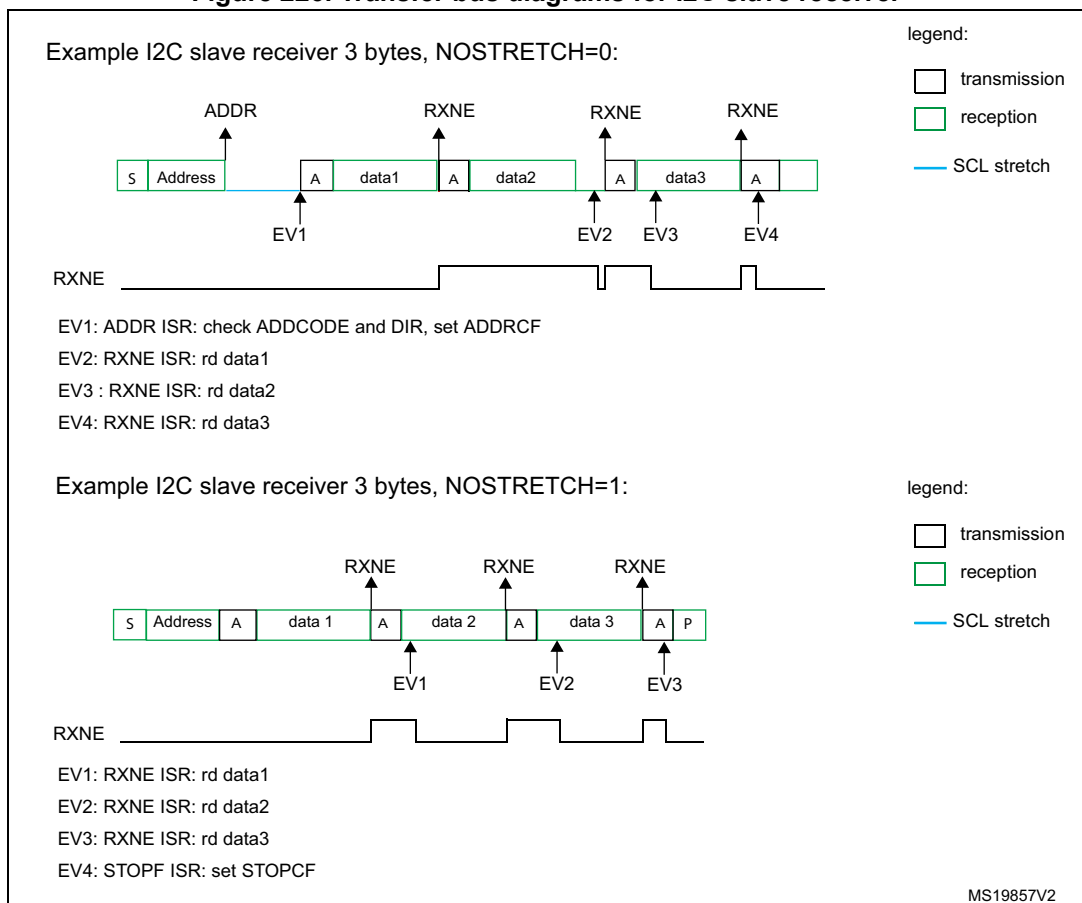 Example I2C slave receiver 3 bytes, NOSTRETCH=0:
legend:
transmission
reception
SCL stretch
ADDR RXNE RXNE RXNE
S Address A data1 A data2 A data3 A
EV1 EV2 EV3 EV4
RXNE
EV1: ADDR ISR: check ADDCODE and DIR, set ADDRCF
EV2: RXNE ISR: rd data1
EV3 : RXNE ISR: rd data2
EV4: RXNE ISR: rd data3
Example I2C slave receiver 3 bytes, NOSTRETCH=1:
legend:
transmission
reception
SCL stretch
RXNE RXNE RXNE
S Address A data 1 A data 2 A data 3 A P
EV1 EV2 EV3
RXNE
EV1: RXNE ISR: rd data1
EV2: RXNE ISR: rd data2
EV3: RXNE ISR: rd data3
EV4: STOPF ISR: set STOPCF
MS19857V2